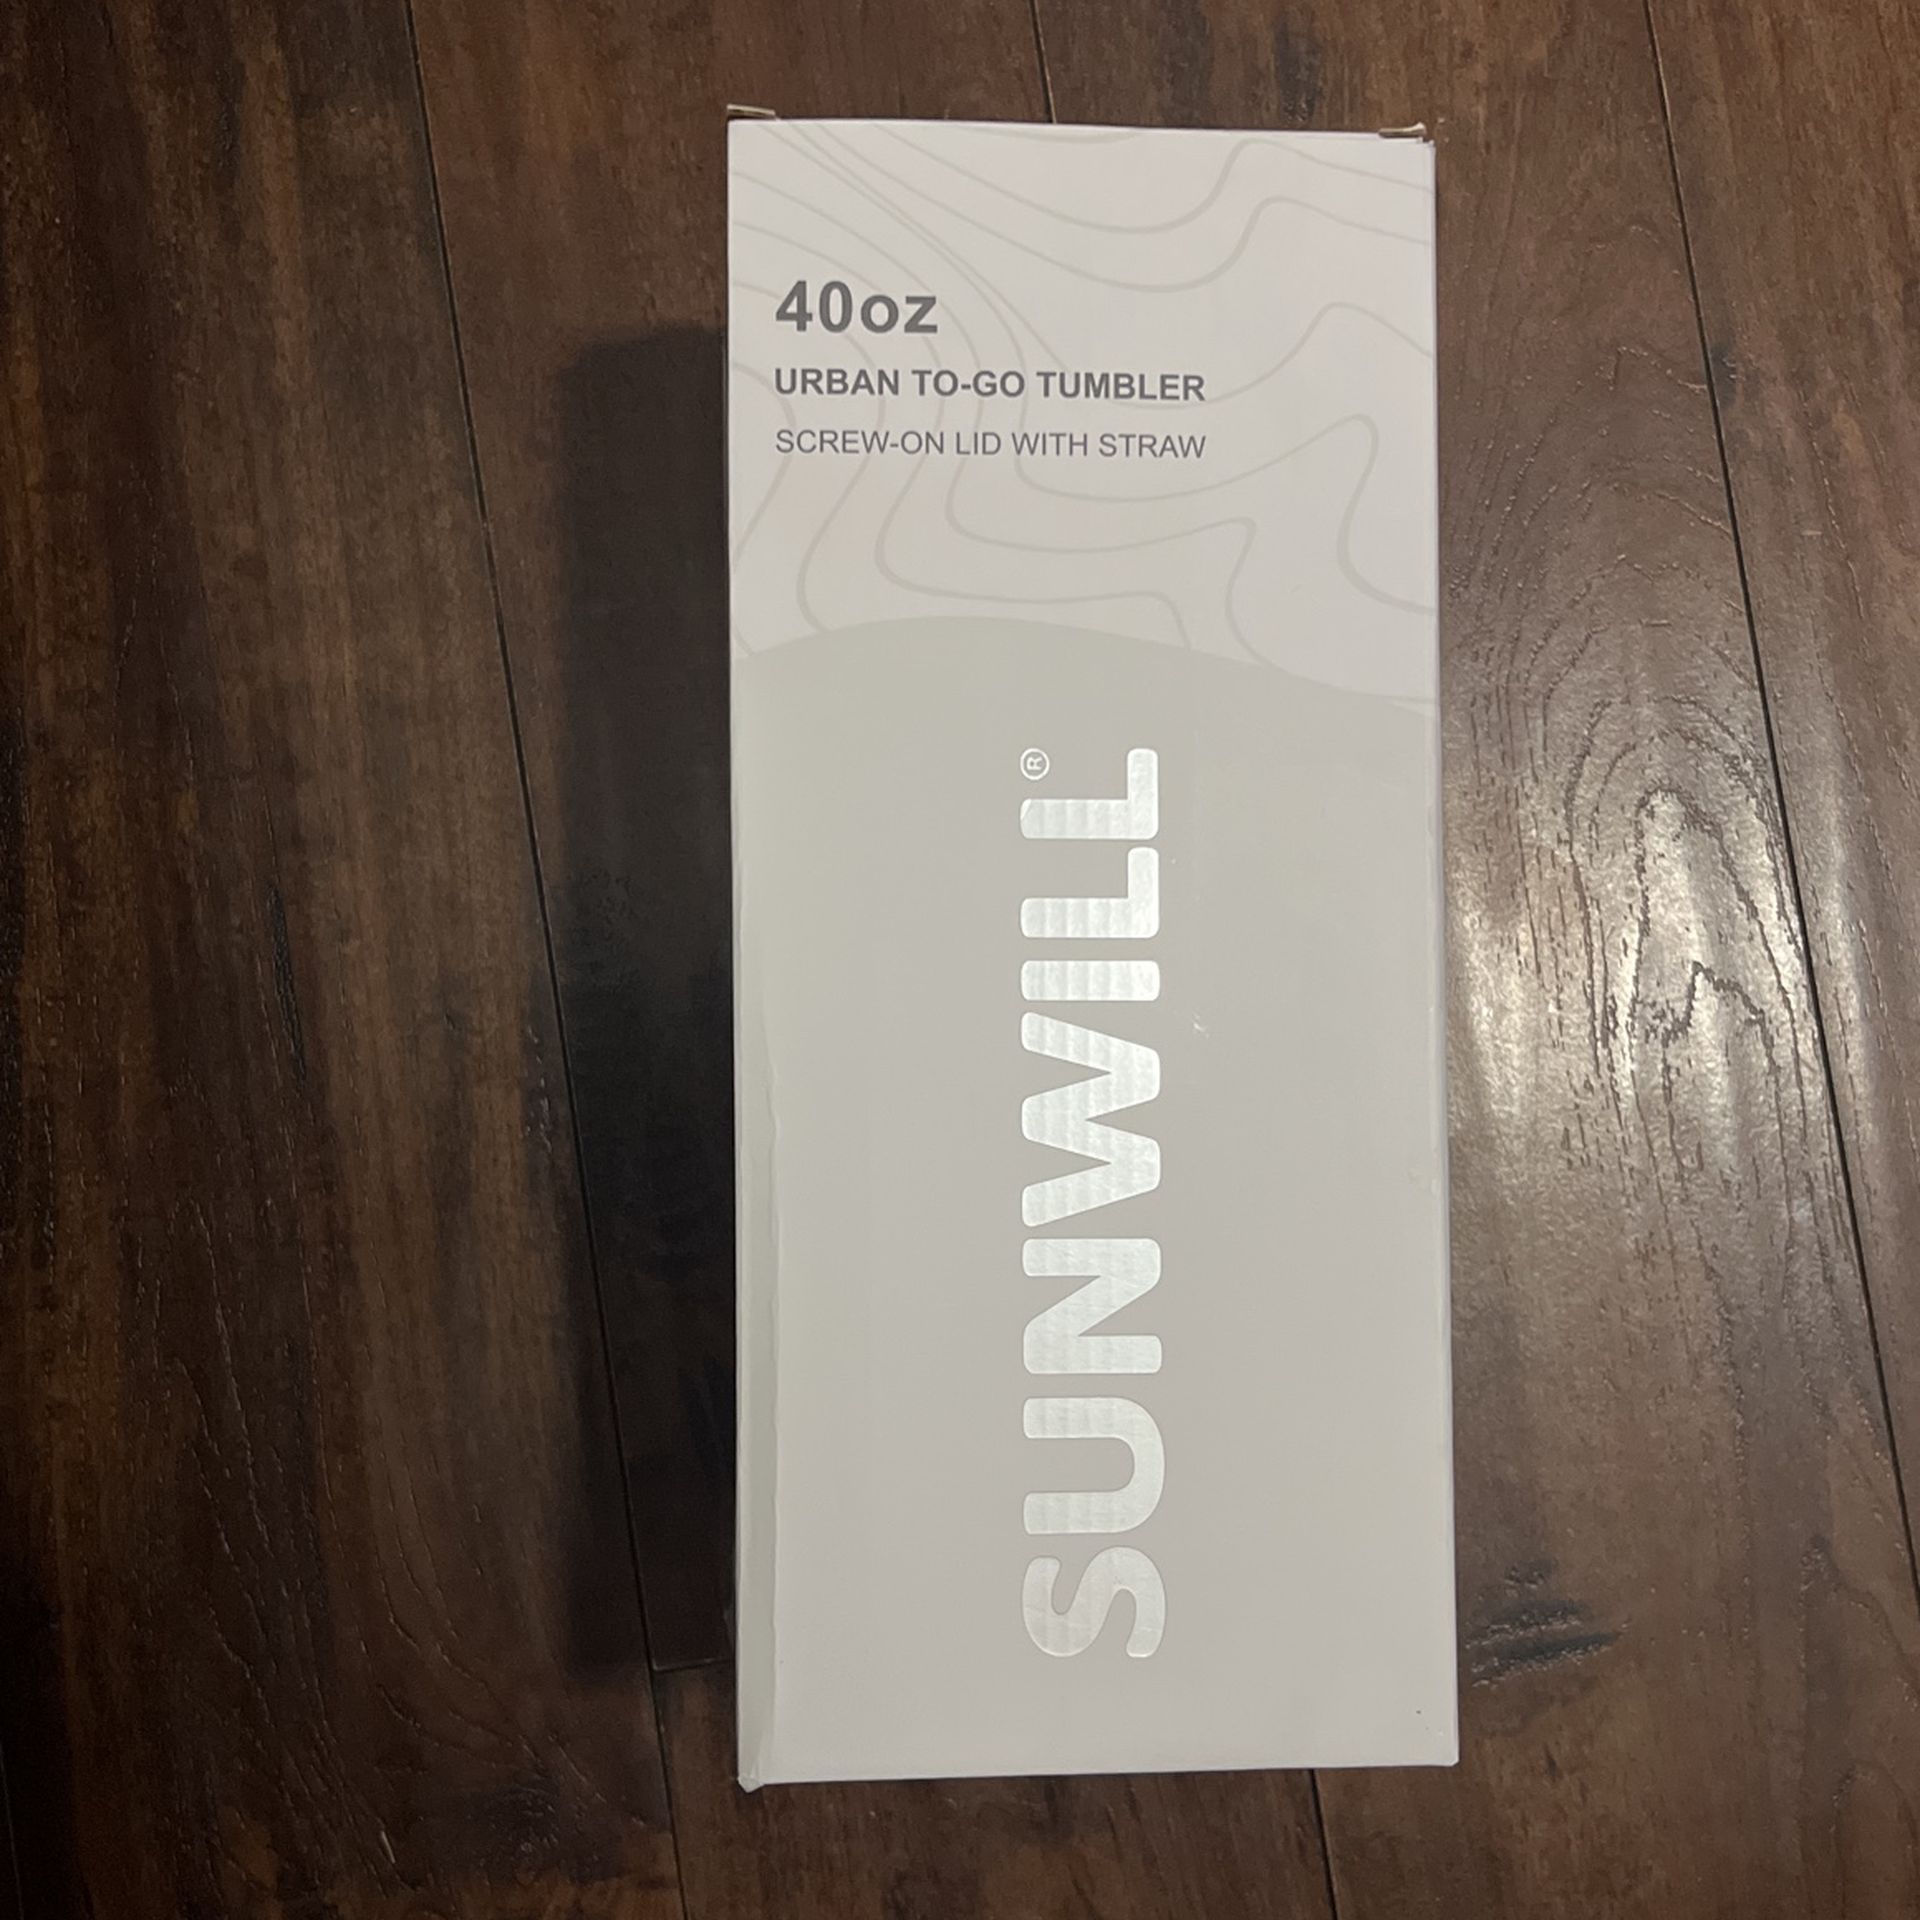 40oz
URBAN TO-GO TUMBLER
SCREW-ON LID WITH STRAW
SUNWILL®